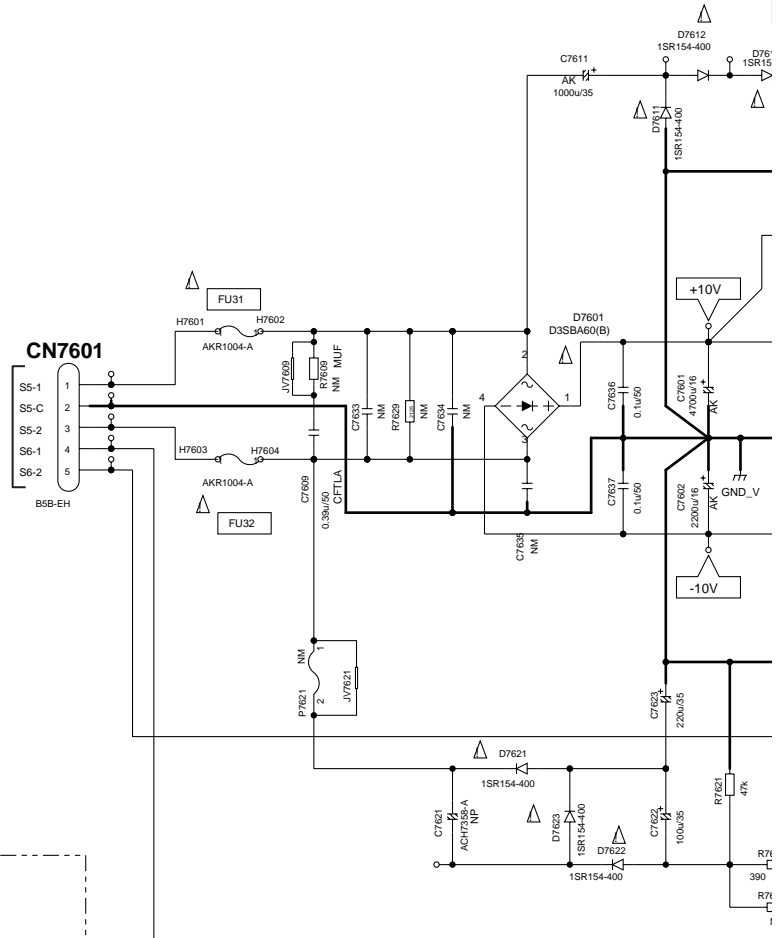 D7612
1SR154-400
C7611
AK
1000u/35
D7611
1SR154-400
FU31
H7601
H7602
AKR1004-A
+10V
CN7601
S5-1
S5-C
S5-2
S6-1
S6-2
1
2
3
4
5
B5B-EH
H7603
H7604
AKR1004-A
FU32
JV7609
R7609
NM
MUF
C7609
0.39u/50
CFTLA
C7633
NM
R7629
2125
NM
C7634
NM
D7601
D3SBA60(B)
2
4
1
3
C7635
NM
C7636
0.1u/50
C7637
0.1u/50
C7601
4700u/16
AK
C7602
2200u/16
AK
GND_V
-10V
NM
1
P7621
2
JV7621
C7623
220u/35
D7621
1SR154-400
C7621
ACH7358-A
NP
D7623
1SR154-400
C7622
100u/35
D7622
1SR154-400
R7621
47k
390